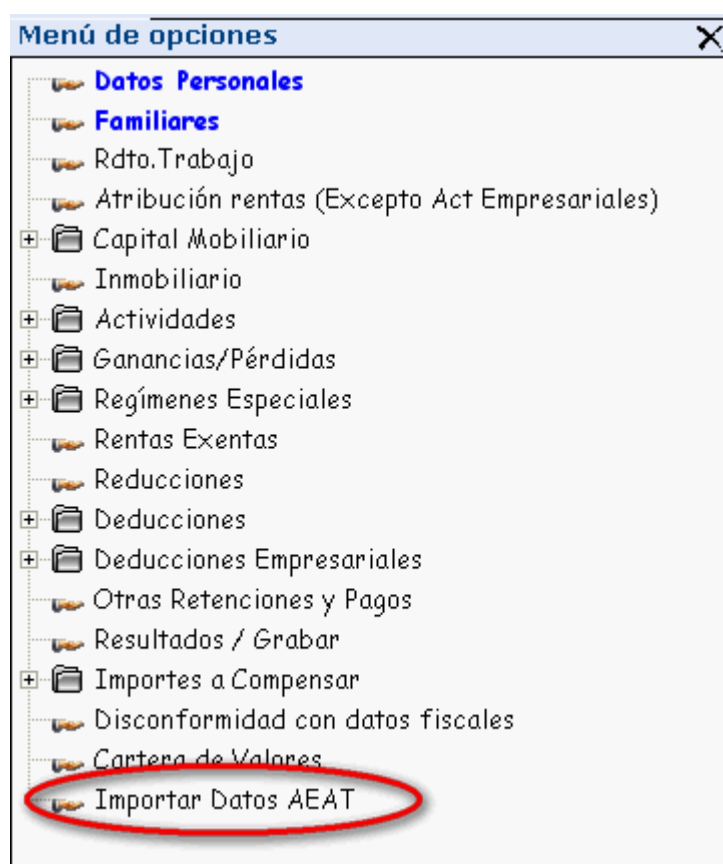 Menú de opciones
Datos Personales
Familiares
Rdto.Trabajo
Atribución rentas (Excepto Act Empresariales)
Capital Mobiliario
Inmobiliario
Actividades
Ganancias/Pérdidas
Regímenes Especiales
Rentas Exentas
Reducciones
Deducciones
Deducciones Empresariales
Otras Retenciones y Pagos
Resultados / Grabar
Importes a Compensar
Disconformidad con datos fiscales
Cartera de Valores
Importar Datos AEAT